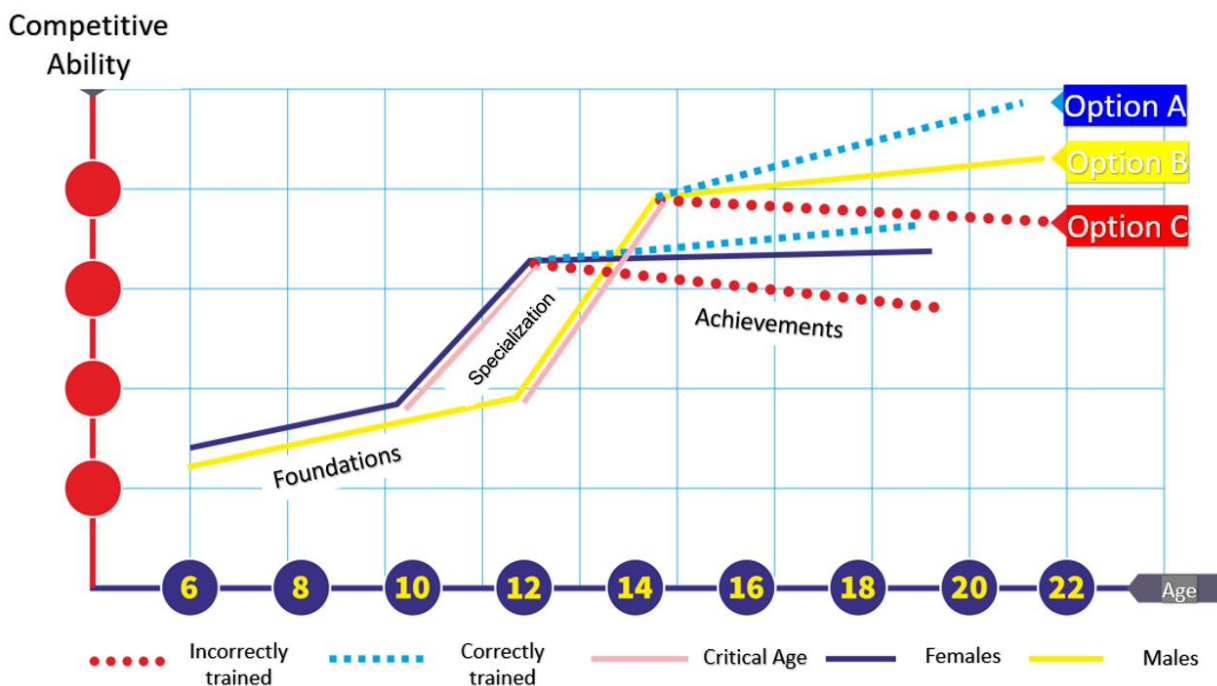 Competitive
Ability
Option A
Option B
Option C
Specialization
Achievements
Foundations
6 8 10 12 14 16 18 20 22
Age
Incorrectly
trained
Correctly
trained
Critical Age
Females
Males